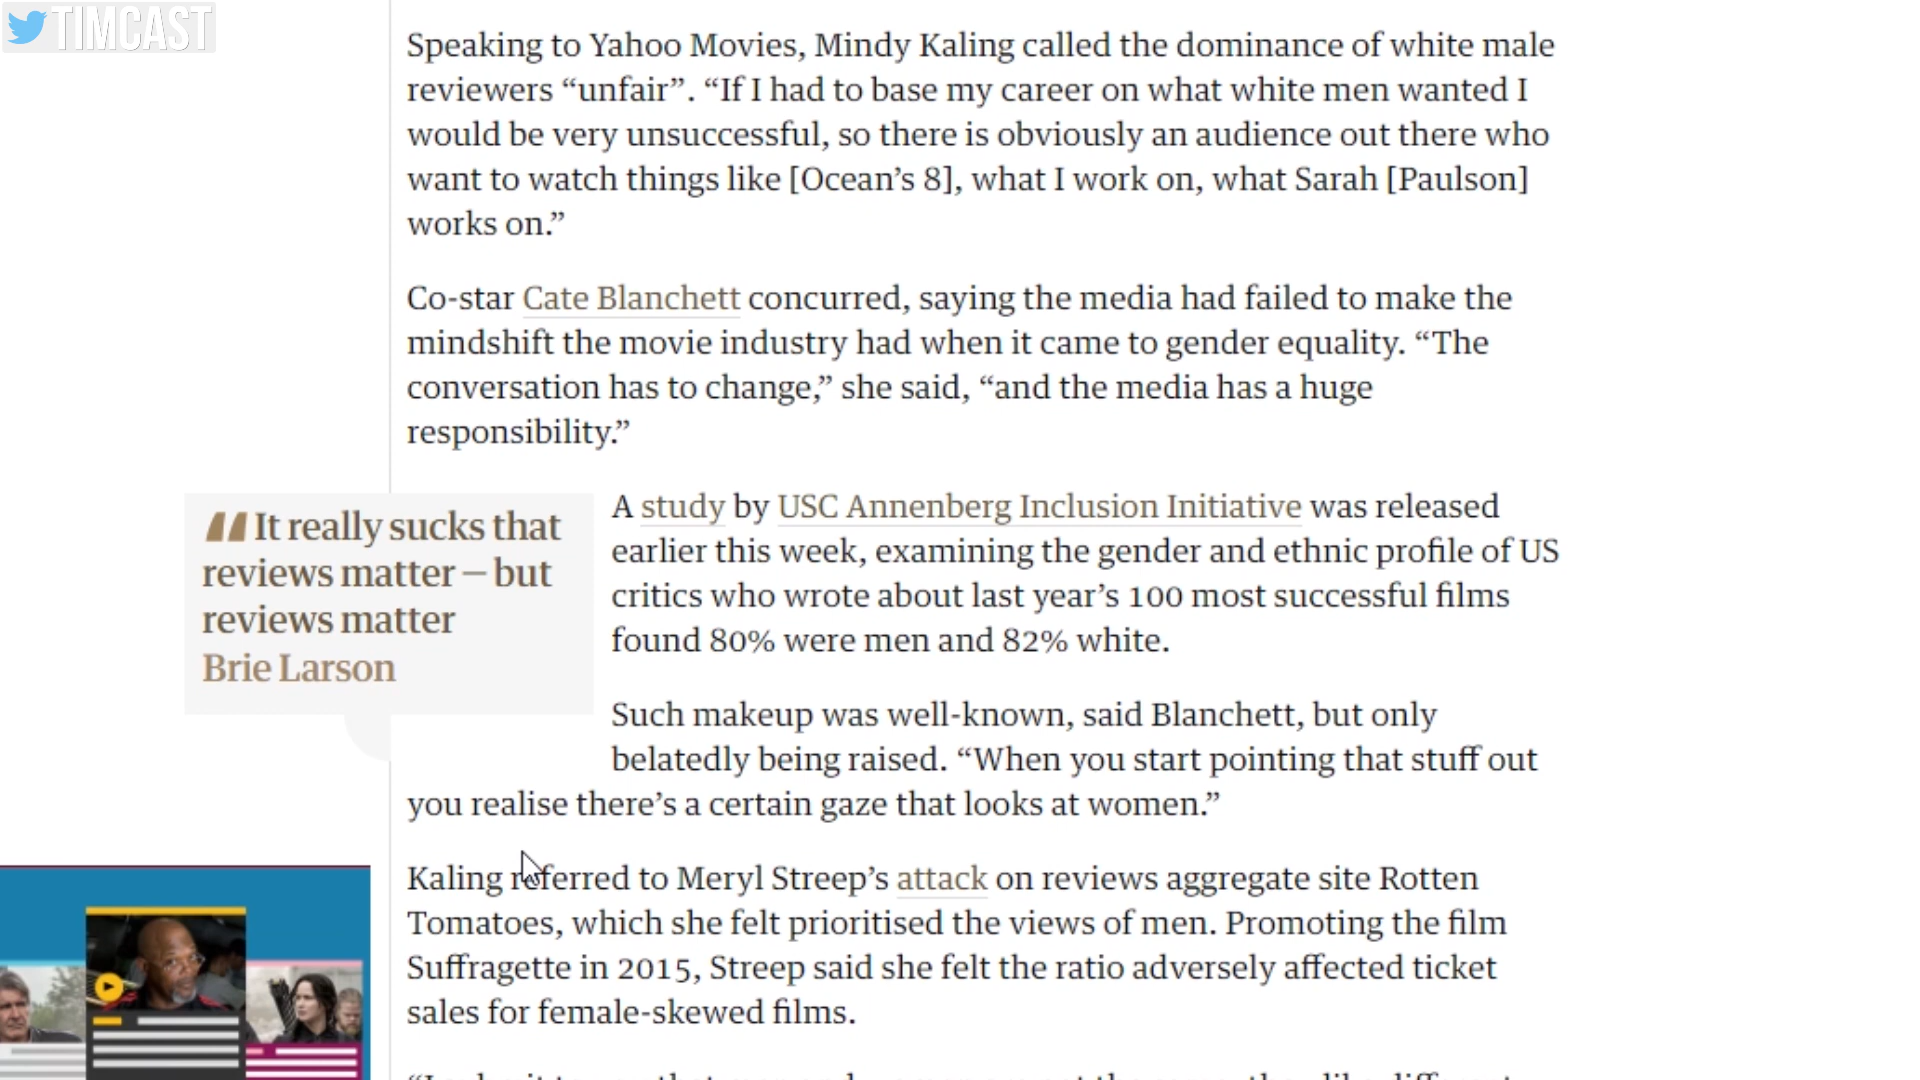 TIMCAST
Speaking to Yahoo Movies, Mindy Kaling called the dominance of white male
reviewers “unfair”. “If I had to base my career on what white men wanted I
would be very unsuccessful, so there is obviously an audience out there who
want to watch things like [Ocean’s 8], what I work on, what Sarah [Paulson]
works on.”
Co-star Cate Blanchett concurred, saying the media had failed to make the
mindshift the movie industry had when it came to gender equality. “The
conversation has to change,” she said, “and the media has a huge
responsibility.”
“It really sucks that
reviews matter – but
reviews matter
Brie Larson
A study by USC Annenberg Inclusion Initiative was released
earlier this week, examining the gender and ethnic profile of US
critics who wrote about last year’s 100 most successful films
found 80% were men and 82% white.
Such makeup was well-known, said Blanchett, but only
belatedly being raised. “When you start pointing that stuff out
you realise there’s a certain gaze that looks at women.”
Kaling referred to Meryl Streep’s attack on reviews aggregate site Rotten
Tomatoes, which she felt prioritised the views of men. Promoting the film
Suffragette in 2015, Streep said she felt the ratio adversely affected ticket
sales for female-skewed films.